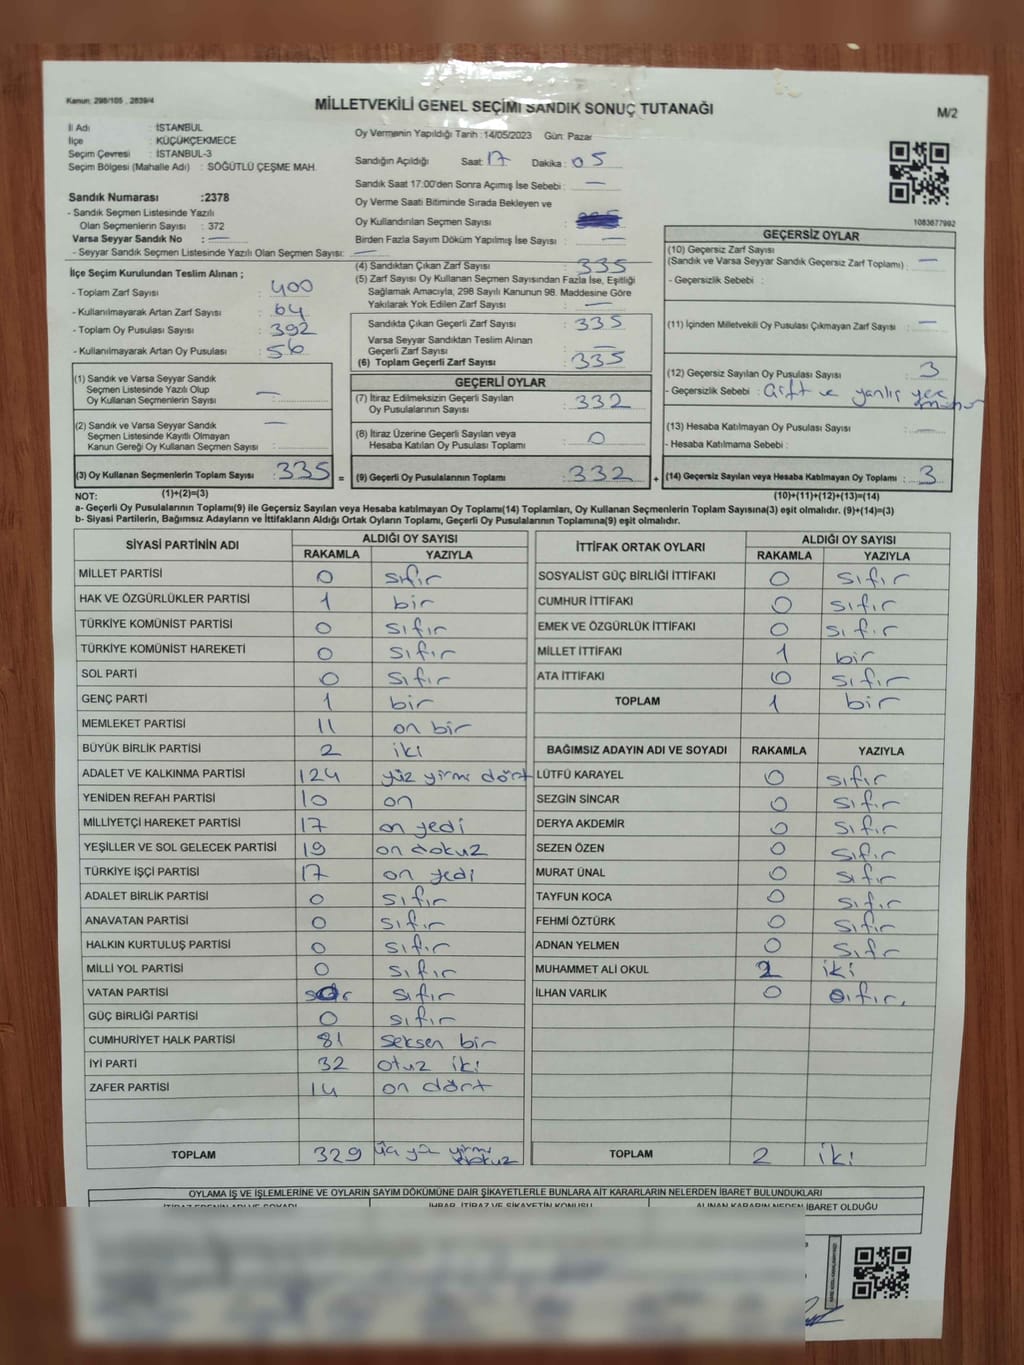 Kanun: 298/105 , 2839/4
MİLLETVEKİLİ GENEL SEÇİMİ SANDIK SONUÇ TUTANAĞI
M/2
İl Adı : İSTANBUL
İlçe : KÜÇÜKÇEKMECE
Seçim Çevresi : İSTANBUL-3
Seçim Bölgesi (Mahalle Adı) : SÖĞÜTLÜ ÇEŞME MAH.
Oy Vermenin Yapıldığı Tarih :14/05/2023 Gün: Pazar
Sandığın Açıldığı Saat: 17 Dakika : 05
Sandık Saat 17:00'den Sonra Açımış İse Sebebi : —
Oy Verme Saati Bitiminde Sırada Bekleyen ve
Oy Kullandırılan Seçmen Sayısı :
Birden Fazla Sayım Döküm Yapılmış İse Sayısı : —
1083677992
Sandık Numarası :2378
- Sandık Seçmen Listesinde Yazılı
Olan Seçmenlerin Sayısı : 372
Varsa Seyyar Sandık No : —
- Seyyar Sandık Seçmen Listesinde Yazılı Olan Seçmen Sayısı: —
İlçe Seçim Kurulundan Teslim Alınan ;
- Toplam Zarf Sayısı : 400
- Kullanılmayarak Artan Zarf Sayısı : 64
- Toplam Oy Pusulası Sayısı : 392
- Kullanılmayarak Artan Oy Pusulası : 56
(4) Sandıktan Çıkan Zarf Sayısı : 335
(5) Zarf Sayısı Oy Kullanan Seçmen Sayısından Fazla İse, Eşitliği
Sağlamak Amacıyla, 298 Sayılı Kanunun 98. Maddesine Göre
Yakılarak Yok Edilen Zarf Sayısı : —
Sandıkta Çıkan Geçerli Zarf Sayısı : 335
Varsa Seyyar Sandıktan Teslim Alınan
Geçerli Zarf Sayısı : —
(6) Toplam Geçerli Zarf Sayısı : 335
GEÇERSİZ OYLAR
(10) Geçersiz Zarf Sayısı
(Sandık ve Varsa Seyyar Sandık Geçersiz Zarf Toplamı) : —
- Geçersizlik Sebebi :
(11) İçinden Milletvekili Oy Pusulası Çıkmayan Zarf Sayısı : —
(12) Geçersiz Sayılan Oy Pusulası Sayısı : 3
- Geçersizlik Sebebi : Çift ve yanlış yere mühür
(13) Hesaba Katılmayan Oy Pusulası Sayısı : —
- Hesaba Katılmama Sebebi :
(1) Sandık ve Varsa Seyyar Sandık
Seçmen Listesinde Yazılı Olup
Oy Kullanan Seçmenlerin Sayısı : —
(2) Sandık ve Varsa Seyyar Sandık
Seçmen Listesinde Kayıtlı Olmayan
Kanun Gereği Oy Kullanan Seçmen Sayısı : —
GEÇERLİ OYLAR
(7) İtiraz Edilmeksizin Geçerli Sayılan
Oy Pusulalarının Sayısı : 332
(8) İtiraz Üzerine Geçerli Sayılan veya
Hesaba Katılan Oy Pusulası Toplamı : 0
(3) Oy Kullanan Seçmenlerin Toplam Sayısı : 335 = (9) Geçerli Oy Pusulalarının Toplamı : 332 + (14) Geçersiz Sayılan veya Hesaba Katılmayan Oy Toplamı : 3
NOT: (1)+(2)=(3) (10)+(11)+(12)+(13)=(14)
a- Geçerli Oy Pusulalarının Toplamı(9) ile Geçersiz Sayılan veya Hesaba katılmayan Oy Toplamı(14) Toplamları, Oy Kullanan Seçmenlerin Toplam Sayısına(3) eşit olmalıdır. (9)+(14)=(3)
b- Siyasi Partilerin, Bağımsız Adayların ve İttifakların Aldığı Ortak Oyların Toplamı, Geçerli Oy Pusulalarının Toplamına(9) eşit olmalıdır.
SİYASİ PARTİNİN ADI ALDIĞI OY SAYISI
RAKAMLA YAZIYLA
MİLLET PARTİSİ 0 sıfır
HAK VE ÖZGÜRLÜKLER PARTİSİ 1 bir
TÜRKİYE KOMÜNİST PARTİSİ 0 sıfır
TÜRKİYE KOMÜNİST HAREKETİ 0 sıfır
SOL PARTİ 0 sıfır
GENÇ PARTİ 1 bir
MEMLEKET PARTİSİ 11 on bir
BÜYÜK BİRLİK PARTİSİ 2 iki
ADALET VE KALKINMA PARTİSİ 124 yüz yirmi dört
YENİDEN REFAH PARTİSİ 10 on
MİLLİYETÇİ HAREKET PARTİSİ 17 on yedi
YEŞİLLER VE SOL GELECEK PARTİSİ 19 on dokuz
TÜRKİYE İŞÇİ PARTİSİ 17 on yedi
ADALET BİRLİK PARTİSİ 0 sıfır
ANAVATAN PARTİSİ 0 sıfır
HALKIN KURTULUŞ PARTİSİ 0 sıfır
MİLLİ YOL PARTİSİ 0 sıfır
VATAN PARTİSİ 0 sıfır
GÜÇ BİRLİĞİ PARTİSİ 0 sıfır
CUMHURİYET HALK PARTİSİ 81 seksen bir
İYİ PARTİ 32 otuz iki
ZAFER PARTİSİ 14 on dört
TOPLAM 329 üç yüz yirmi dokuz
İTTİFAK ORTAK OYLARI ALDIĞI OY SAYISI
RAKAMLA YAZIYLA
SOSYALİST GÜÇ BİRLİĞİ İTTİFAKI 0 sıfır
CUMHUR İTTİFAKI 0 sıfır
EMEK VE ÖZGÜRLÜK İTTİFAKI 0 sıfır
MİLLET İTTİFAKI 1 bir
ATA İTTİFAKI 0 sıfır
TOPLAM 1 bir
BAĞIMSIZ ADAYIN ADI VE SOYADI RAKAMLA YAZIYLA
LÜTFÜ KARAYEL 0 sıfır
SEZGİN SİNCAR 0 sıfır
DERYA AKDEMİR 0 sıfır
SEZEN ÖZEN 0 sıfır
MURAT ÜNAL 0 sıfır
TAYFUN KOCA 0 sıfır
FEHMİ ÖZTÜRK 0 sıfır
ADNAN YELMEN 0 sıfır
MUHAMMET ALİ OKUL 2 iki
İLHAN VARLIK 0 sıfır.
TOPLAM 2 iki
OYLAMA İŞ VE İŞLEMLERİNE VE OYLARIN SAYIM DÖKÜMÜNE DAİR ŞİKAYETLERLE BUNLARA AİT KARARLARIN NELERDEN İBARET BULUNDUKLARI
İTİRAZ EDENİN ADI VE SOYADI İHBAR, İTİRAZ VE ŞİKAYETİN KONUSU ALINAN KARARIN NEDEN İBARET OLDUĞU